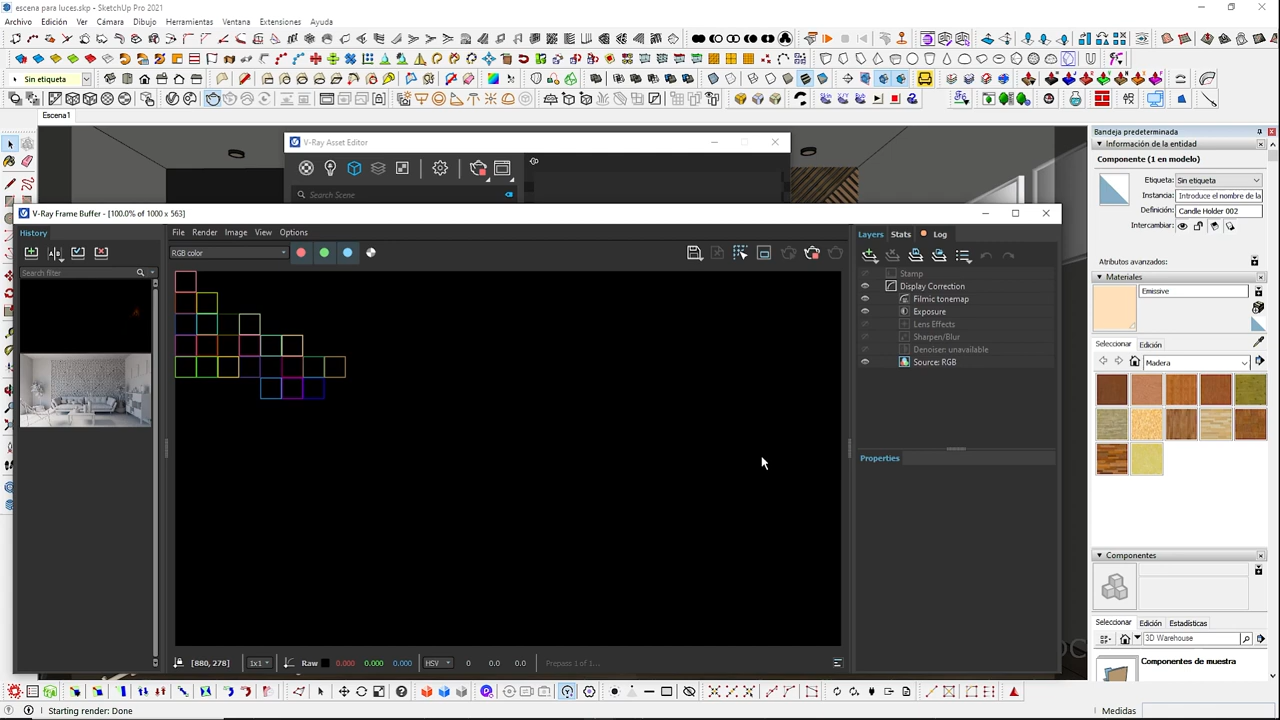 escena para luces.skp - SketchUp Pro 2021
Archivo Edición Ver Cámara Dibujo Herramientas Ventana Extensiones Ayuda
Sin etiqueta
Escena1
V-Ray Asset Editor
Search Scene
V-Ray Frame Buffer - [100.0% of 1000 x 563]
History
File Render Image View Options
RGB color
Search filter
Layers Stats Log
Stamp
Display Correction
Filmic tonemap
Exposure
Lens Effects
Sharpen/Blur
Denoiser: unavailable
Source: RGB
Properties
[880, 278] 1x1 Raw 0.000 0.000 0.000 HSV 0 0.0 0.0 Prepass 1 of 1...
Bandeja predeterminada
Información de la entidad
Componente (1 en modelo)
Etiqueta: Sin etiqueta
Instancia: Introduce el nombre de la
Definición: Candle Holder 002
Intercambiar:
Atributos avanzados:
Materiales
Emissive
Seleccionar Edición
Madera
Componentes
Seleccionar Edición Estadísticas
3D Warehouse
Componentes de muestra
Starting render: Done
Medidas